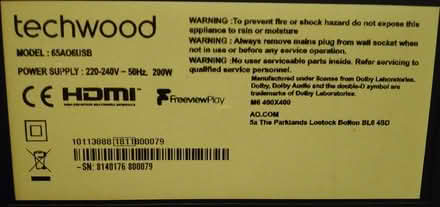 techwood
MODEL : 65AO6USB
POWER SUPPLY : 220-240V ~ 50Hz. 200W
CE HDMI FreeviewPlay
WARNING :To prevent fire or shock hazard do not expose this
appliance to rain or moisture
WARNING : Always remove mains plug from wall socket when
not in use or before any service operation.
WARNING :No user serviceable parts inside. Refer servicing to
qualified service personnel.
Manufactured under license from Dolby Laboratories.
Dolby, Dolby Audio and the double-D symbol are
trademarks of Dolby Laboratories.
M6 400X400
AO.COM
5a The Parklands Lostock Bolton BL6 4SD
10113888 1811 800079
-SN: 8140176 800079